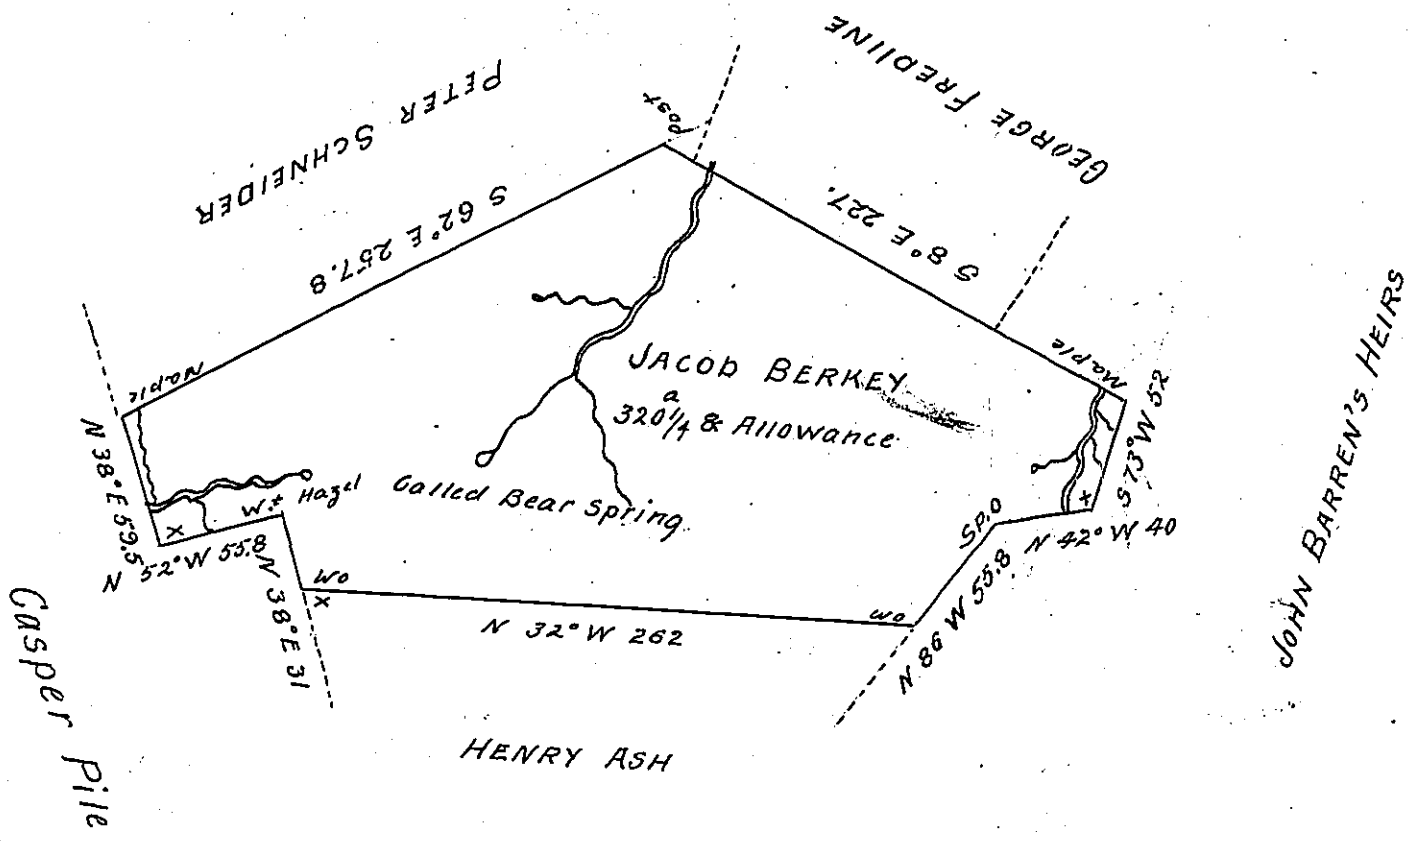 PETER SCHNEIDER
GEORGE FREDLINE
Post
S 62° E 257.8
S 8° E 227.
Maple
Maple
JACOB BERKEY
a
320 1/4 & Allowance
JOHN BARREN'S HEIRS
S 73° W 52
N 38° E 59.5
W.+ Hazel
Called Bear Spring
X
+
SP.O
N 42° W 40
N 52° W 55.8
N 38° E 31
WO
X
WO
N 32° W 262
N 86 W 55.8
Casper Pile
HENRY ASH